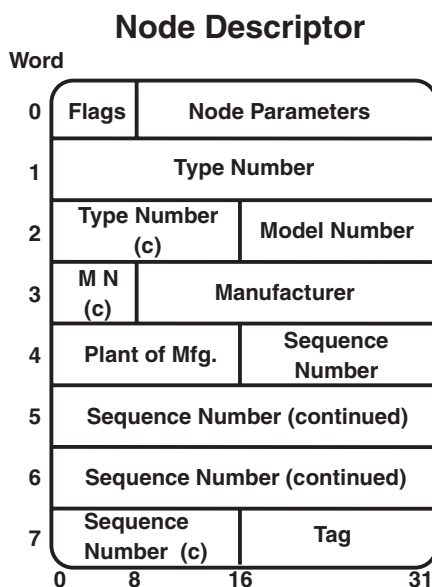 Node Descriptor
Word
0 Flags Node Parameters
1 Type Number
2 Type Number (c) Model Number
3 M N (c) Manufacturer
4 Plant of Mfg. Sequence Number
5 Sequence Number (continued)
6 Sequence Number (continued)
7 Sequence Number (c) Tag
0 8 16 31